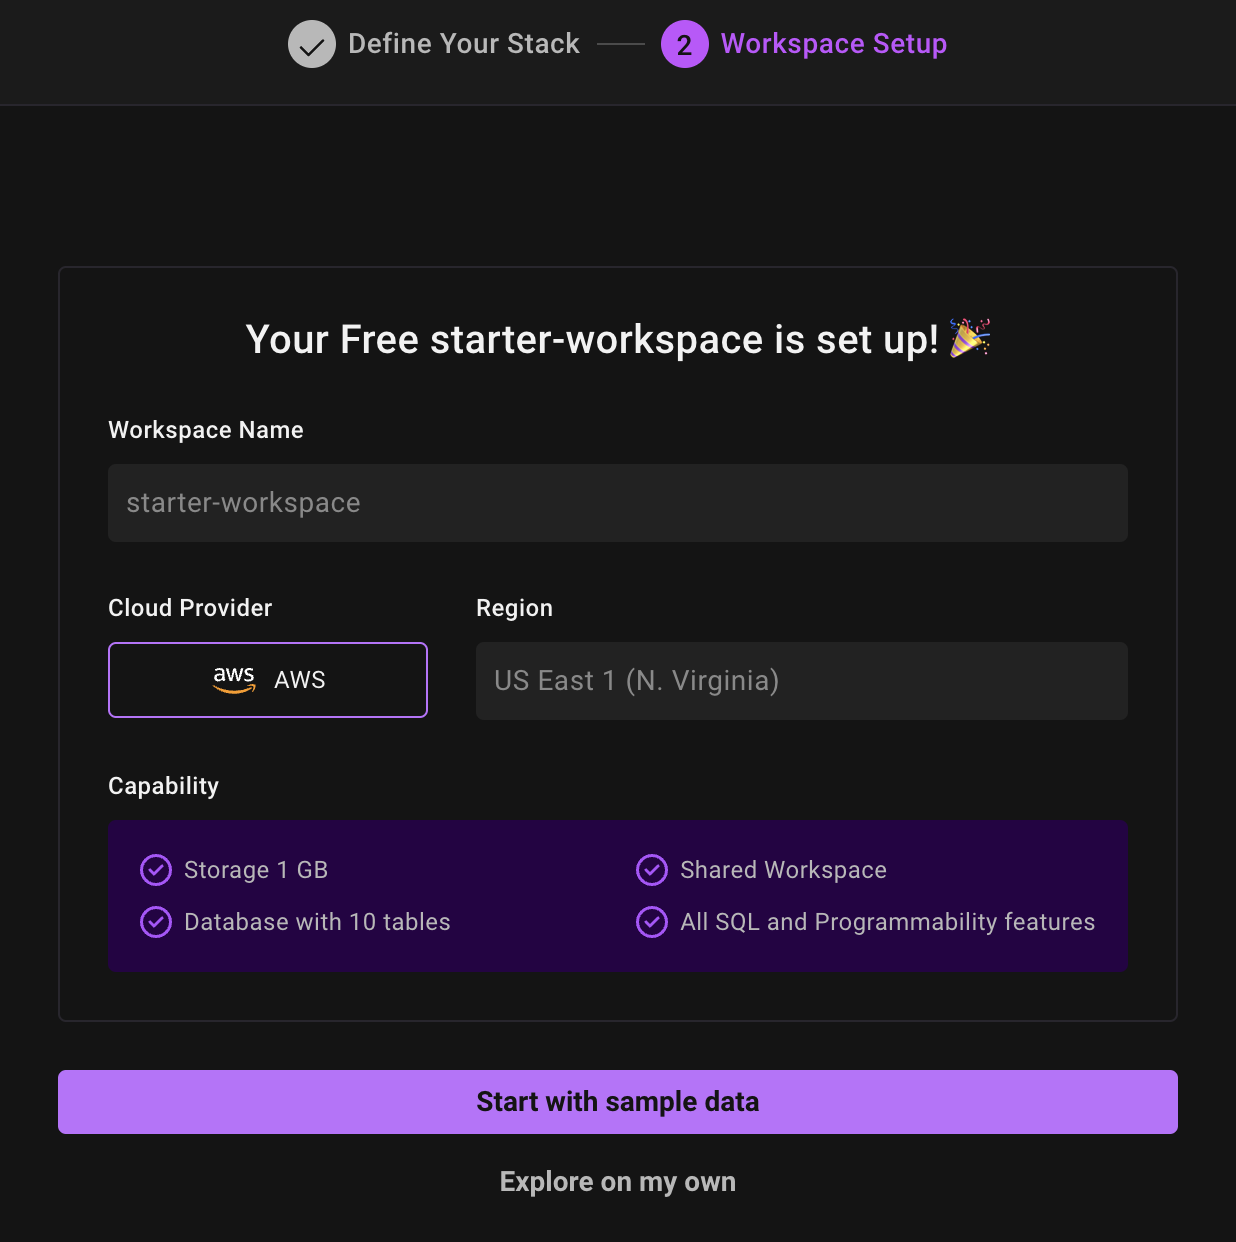 Define Your Stack
2 Workspace Setup
Your Free starter-workspace is set up! 🎉
Workspace Name
starter-workspace
Cloud Provider
Region
aws AWS
US East 1 (N. Virginia)
Capability
Storage 1 GB
Shared Workspace
Database with 10 tables
All SQL and Programmability features
Start with sample data
Explore on my own